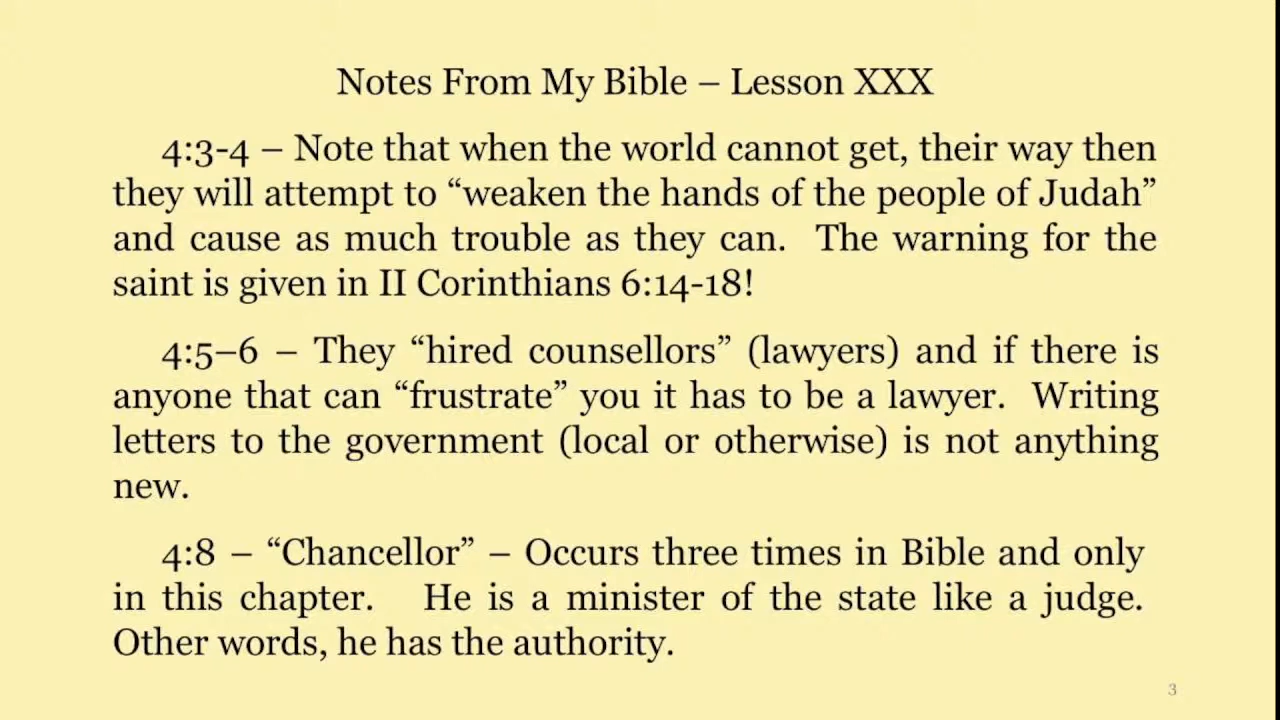 Notes From My Bible – Lesson XXX
4:3-4 – Note that when the world cannot get, their way then
they will attempt to “weaken the hands of the people of Judah”
and cause as much trouble as they can. The warning for the
saint is given in II Corinthians 6:14-18!
4:5–6 – They “hired counsellors” (lawyers) and if there is
anyone that can “frustrate” you it has to be a lawyer. Writing
letters to the government (local or otherwise) is not anything
new.
4:8 – “Chancellor” – Occurs three times in Bible and only
in this chapter. He is a minister of the state like a judge.
Other words, he has the authority.
3